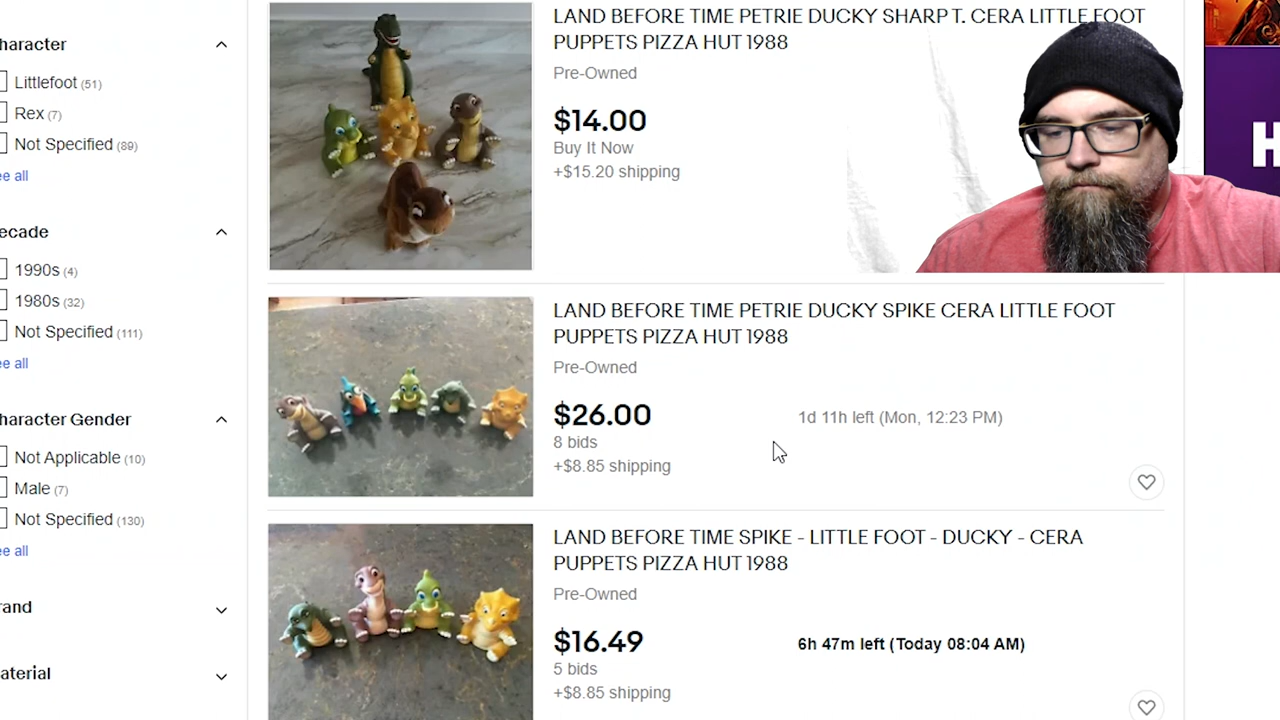 haracter
Littlefoot (51)
Rex (7)
Not Specified (89)
ee all
ecade
1990s (4)
1980s (32)
Not Specified (111)
ee all
haracter Gender
Not Applicable (10)
Male (7)
Not Specified (130)
ee all
rand
aterial
LAND BEFORE TIME PETRIE DUCKY SHARP T. CERA LITTLE FOOT
PUPPETS PIZZA HUT 1988
Pre-Owned
$14.00
Buy It Now
+$15.20 shipping
LAND BEFORE TIME PETRIE DUCKY SPIKE CERA LITTLE FOOT
PUPPETS PIZZA HUT 1988
Pre-Owned
$26.00
1d 11h left (Mon, 12:23 PM)
8 bids
+$8.85 shipping
LAND BEFORE TIME SPIKE - LITTLE FOOT - DUCKY - CERA
PUPPETS PIZZA HUT 1988
Pre-Owned
$16.49
6h 47m left (Today 08:04 AM)
5 bids
+$8.85 shipping
H